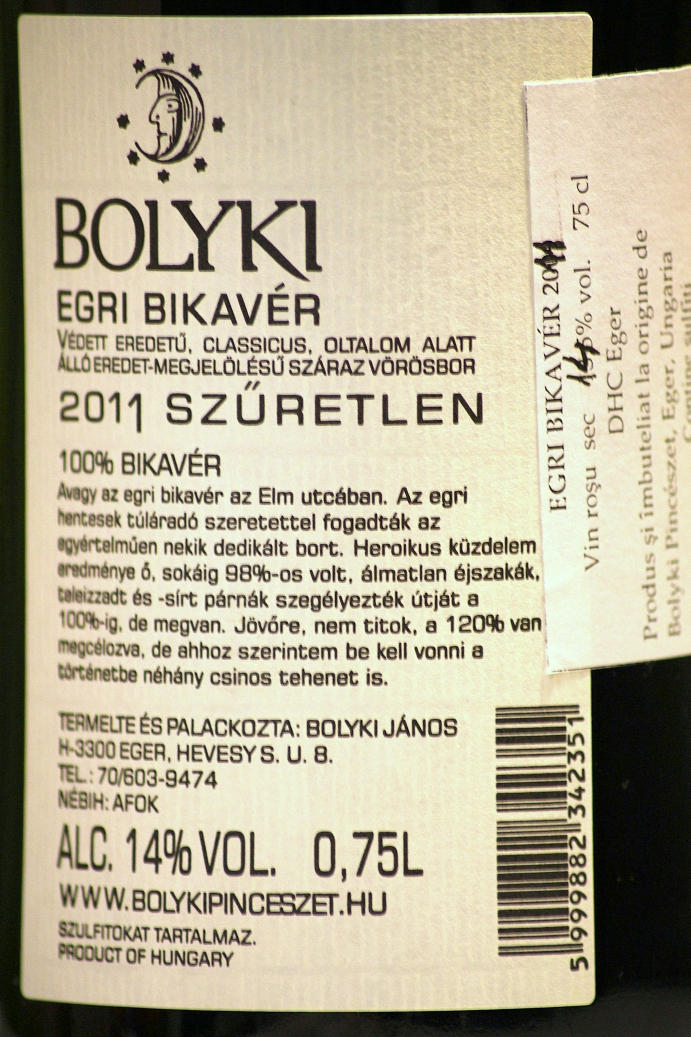 BOLYKI
EGRI BIKAVÉR
VÉDETT EREDETŰ, CLASSICUS, OLTALOM ALATT
ÁLLÓ EREDET-MEGJELÖLÉSŰ SZÁRAZ VÖRÖSBOR
2011 SZŰRETLEN
100% BIKAVÉR
Avagy az egri bikavér az Elm utcában. Az egri
hentesek túláradó szeretettel fogadták az
egyértelműen nekik dedikált bort. Heroikus küzdelem
eredménye ő, sokáig 98%-os volt, álmatlan éjszakák,
teleizzadt és -sírt párnák szegélyezték útját a
100%-ig, de megvan. Jövőre, nem titok, a 120% van
megcélozva, de ahhoz szerintem be kell vonni a
történetbe néhány csinos tehenet is.
TERMELTE ÉS PALACKOZTA: BOLYKI JÁNOS
H-3300 EGER, HEVESY S. U. 8.
TEL.: 70/603-9474
NÉBIH: AFOK
ALC. 14% VOL. 0,75L
WWW.BOLYKIPINCESZET.HU
SZULFITOKAT TARTALMAZ.
PRODUCT OF HUNGARY
5 999882 342351
EGRI BIKAVÉR 2011
Vin roşu sec 14% vol. 75 cl
DHC Eger
Produs şi îmbuteliat la origine de
Bolyki Pincészet, Eger, Ungaria